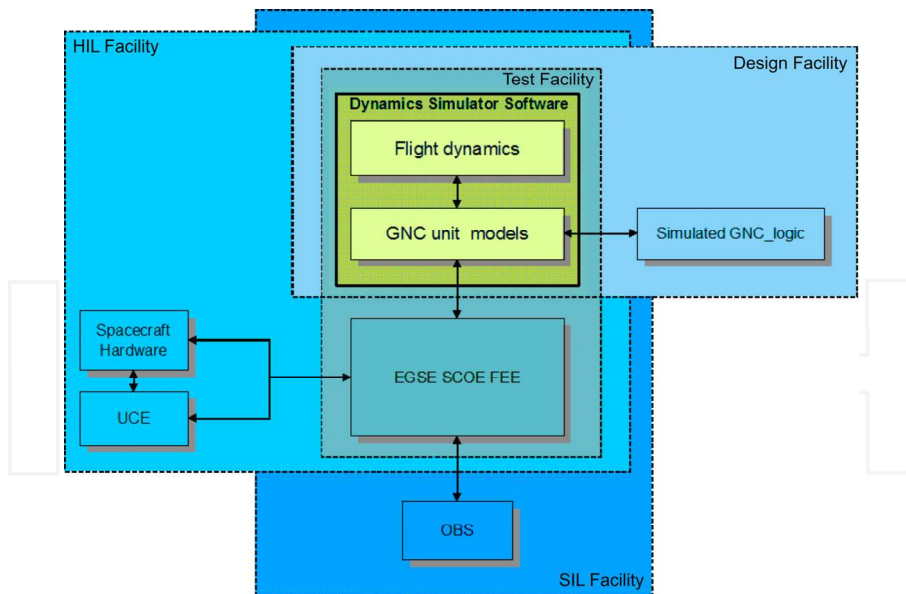 HIL Facility
Design Facility
Test Facility
Dynamics Simulator Software
Flight dynamics
GNC unit models
Simulated GNC_logic
Spacecraft
Hardware
EGSE SCOE FEE
UCE
OBS
SIL Facility